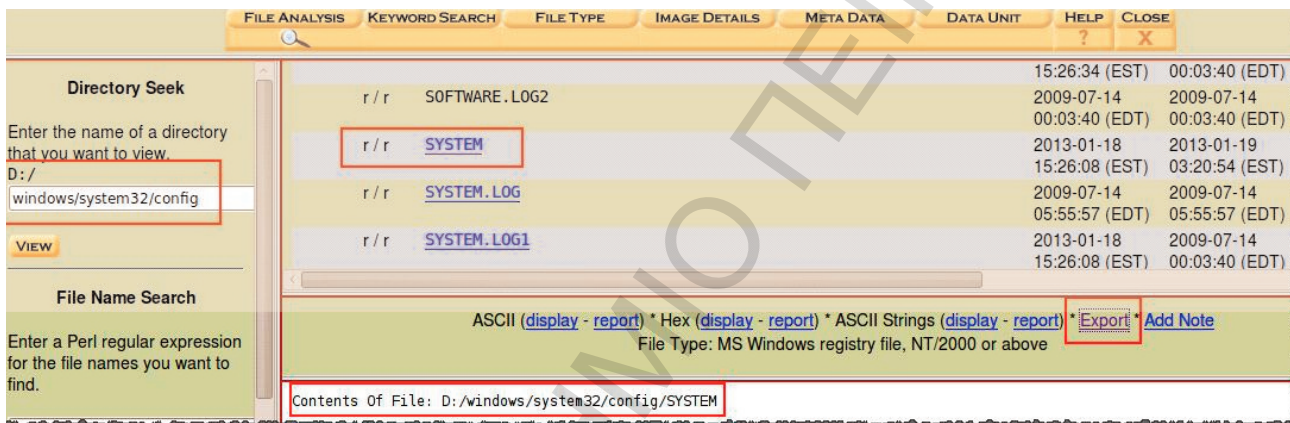 FILE ANALYSIS KEYWORD SEARCH FILE TYPE IMAGE DETAILS META DATA DATA UNIT HELP CLOSE
? X
Directory Seek
Enter the name of a directory
that you want to view.
D:/
windows/system32/config
VIEW
File Name Search
Enter a Perl regular expression
for the file names you want to
find.
15:26:34 (EST) 00:03:40 (EDT)
r / r SOFTWARE.LOG2 2009-07-14 2009-07-14
00:03:40 (EDT) 00:03:40 (EDT)
r / r SYSTEM 2013-01-18 2013-01-19
15:26:08 (EST) 03:20:54 (EST)
r / r SYSTEM.LOG 2009-07-14 2009-07-14
05:55:57 (EDT) 05:55:57 (EDT)
r / r SYSTEM.LOG1 2013-01-18 2009-07-14
15:26:08 (EST) 00:03:40 (EDT)
ASCII (display - report) * Hex (display - report) * ASCII Strings (display - report) * Export * Add Note
File Type: MS Windows registry file, NT/2000 or above
Contents Of File: D:/windows/system32/config/SYSTEM